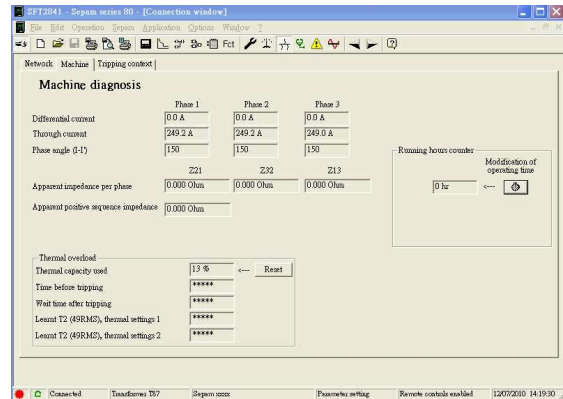 SFT2841 - Sepam series 80 - [Connection window]
File Edit Operation Sepam Application Options Window ?
Fct
Network Machine Tripping context
Machine diagnosis
Phase 1 Phase 2 Phase 3
Differential current 0.0 A 0.0 A 0.0 A
Through current 249.2 A 249.2 A 249.0 A
Phase angle (I-I') 150 150 150
Z21 Z32 Z13
Apparent impedance per phase 0.000 Ohm 0.000 Ohm 0.000 Ohm
Apparent positive sequence impedance 0.000 Ohm
Running hours counter
Modification of
operating time
0 hr <---
Thermal overload
Thermal capacity used 13 % <--- Reset
Time before tripping *****
Wait time after tripping *****
Learnt T2 (49RMS), thermal settings 1 *****
Learnt T2 (49RMS), thermal settings 2 *****
Connected Transformer T87 Sepam xxxx Parameter setting Remote controls enabled 12/07/2010 14:19:30